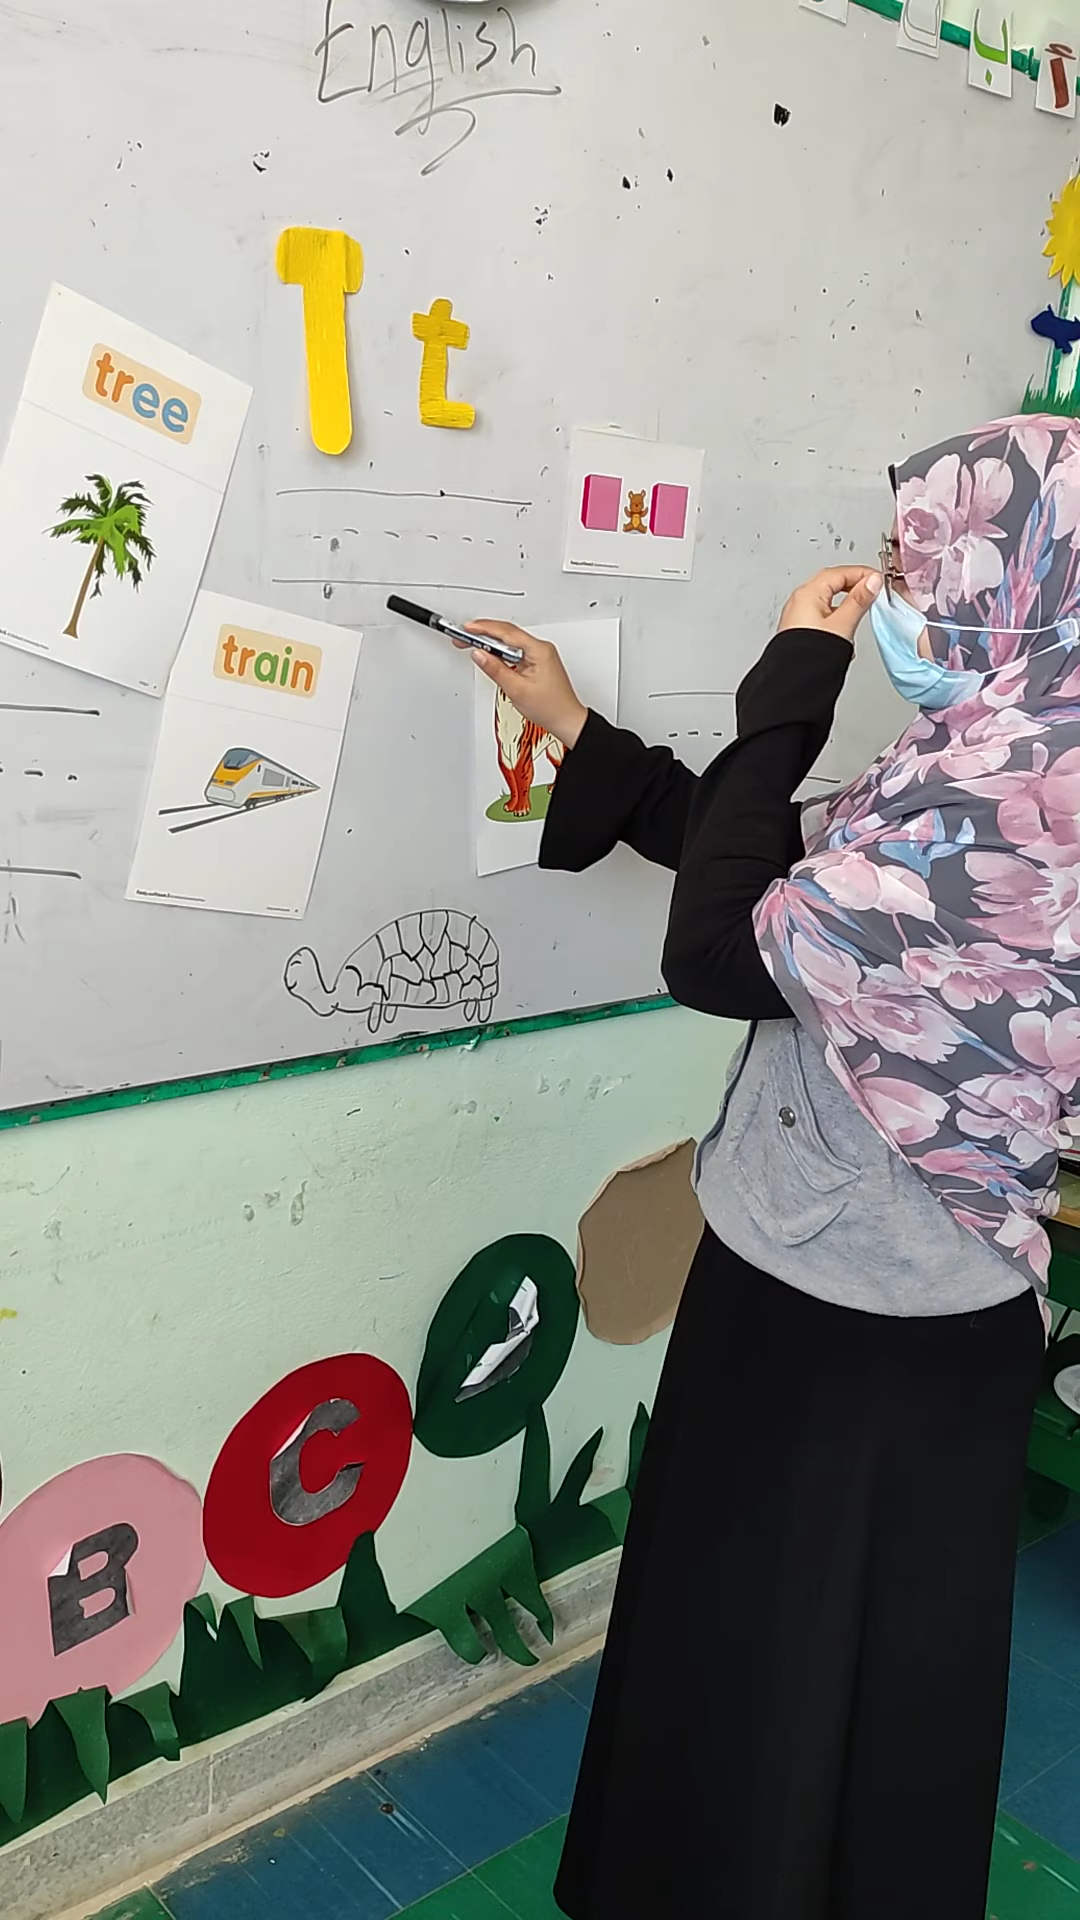 English
أ ب ت
T t
tree
train
B C D